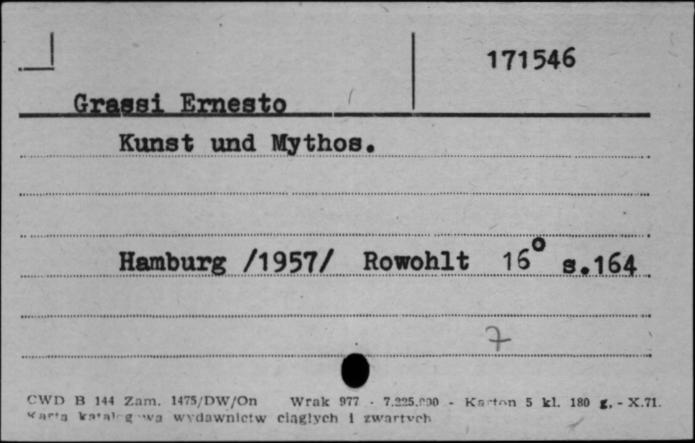 171546
Grassi Ernesto
Kunst und Mythos.
Hamburg /1957/ Rowohlt 16° s.164
7
CWD B 144 Zam. 1475/DW/On Wrak 977 - 7.225.000 - Karton 5 kl. 180 g. - X.71.
Karta katalogowa wydawnictw ciągłych i zwartych